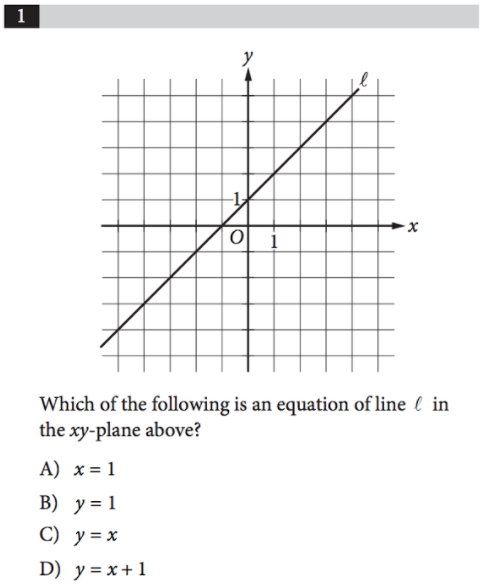 1
y
ℓ
1
O
1
x
Which of the following is an equation of line ℓ in
the xy-plane above?
A) x = 1
B) y = 1
C) y = x
D) y = x + 1